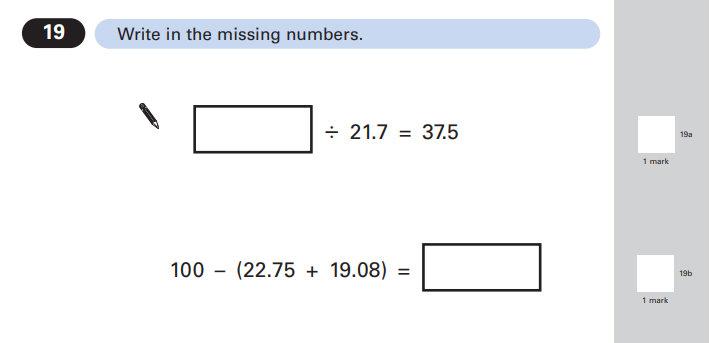 19 Write in the missing numbers.
÷ 21.7 = 37.5
19a
1 mark
100 – (22.75 + 19.08) =
19b
1 mark